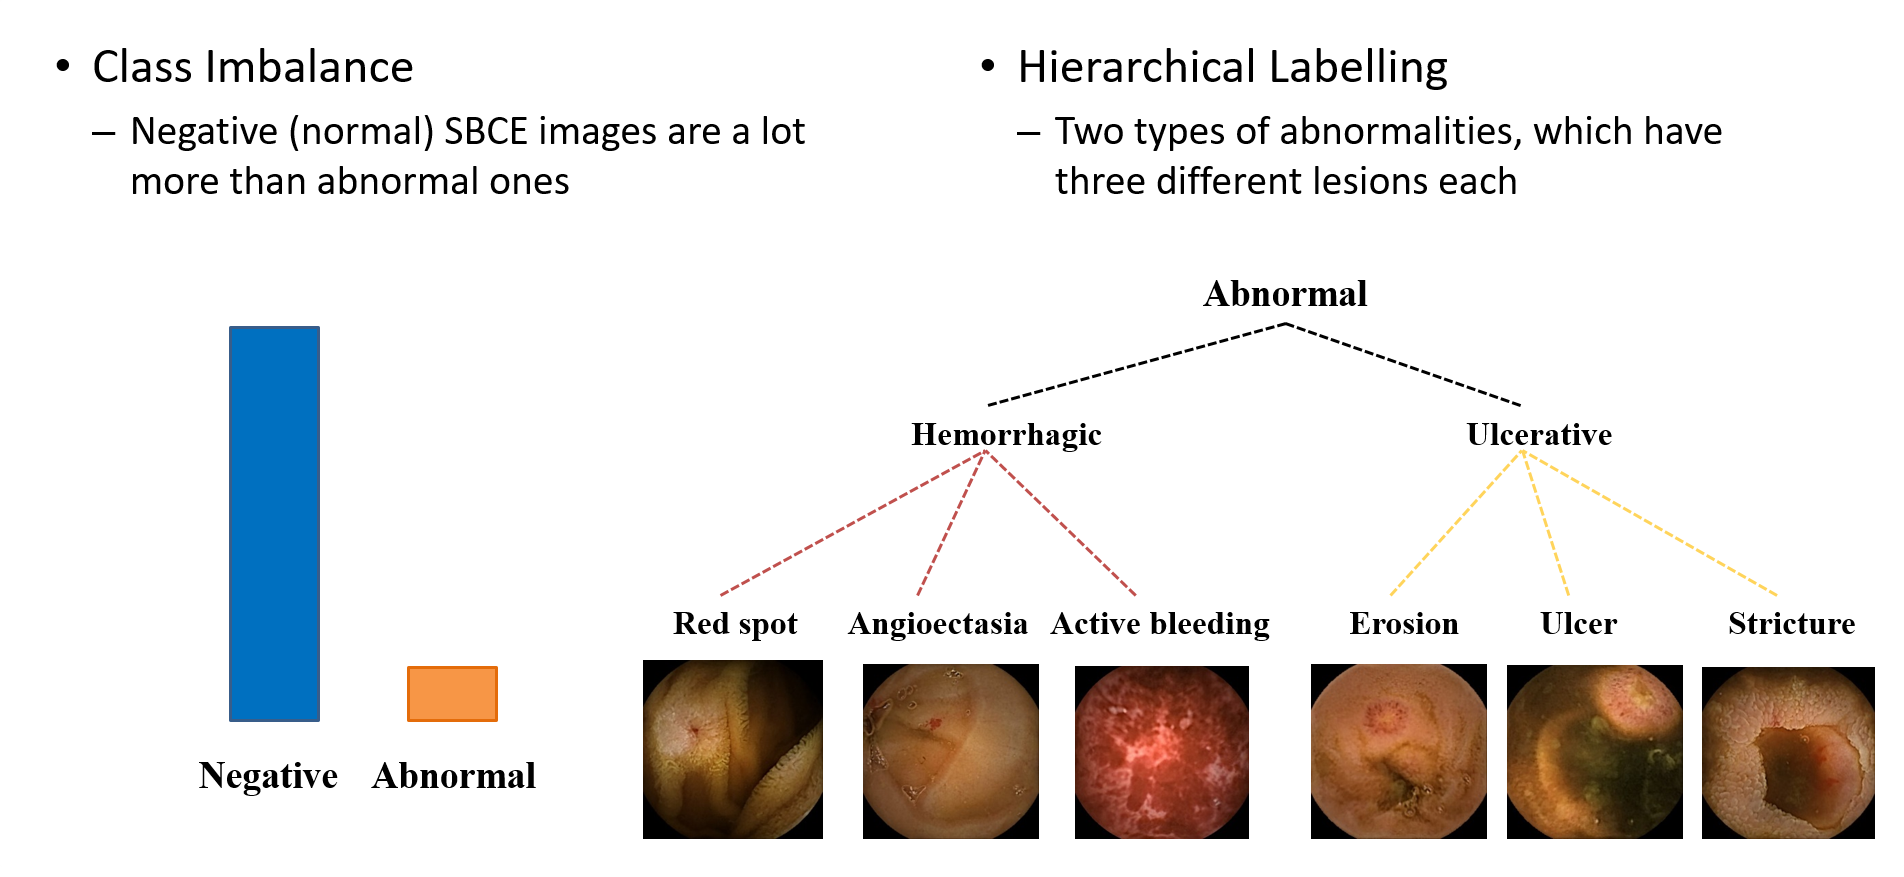 • Class Imbalance
– Negative (normal) SBCE images are a lot
more than abnormal ones
• Hierarchical Labelling
– Two types of abnormalities, which have
three different lesions each
Negative
Abnormal
Abnormal
Hemorrhagic
Ulcerative
Red spot
Angioectasia
Active bleeding
Erosion
Ulcer
Stricture